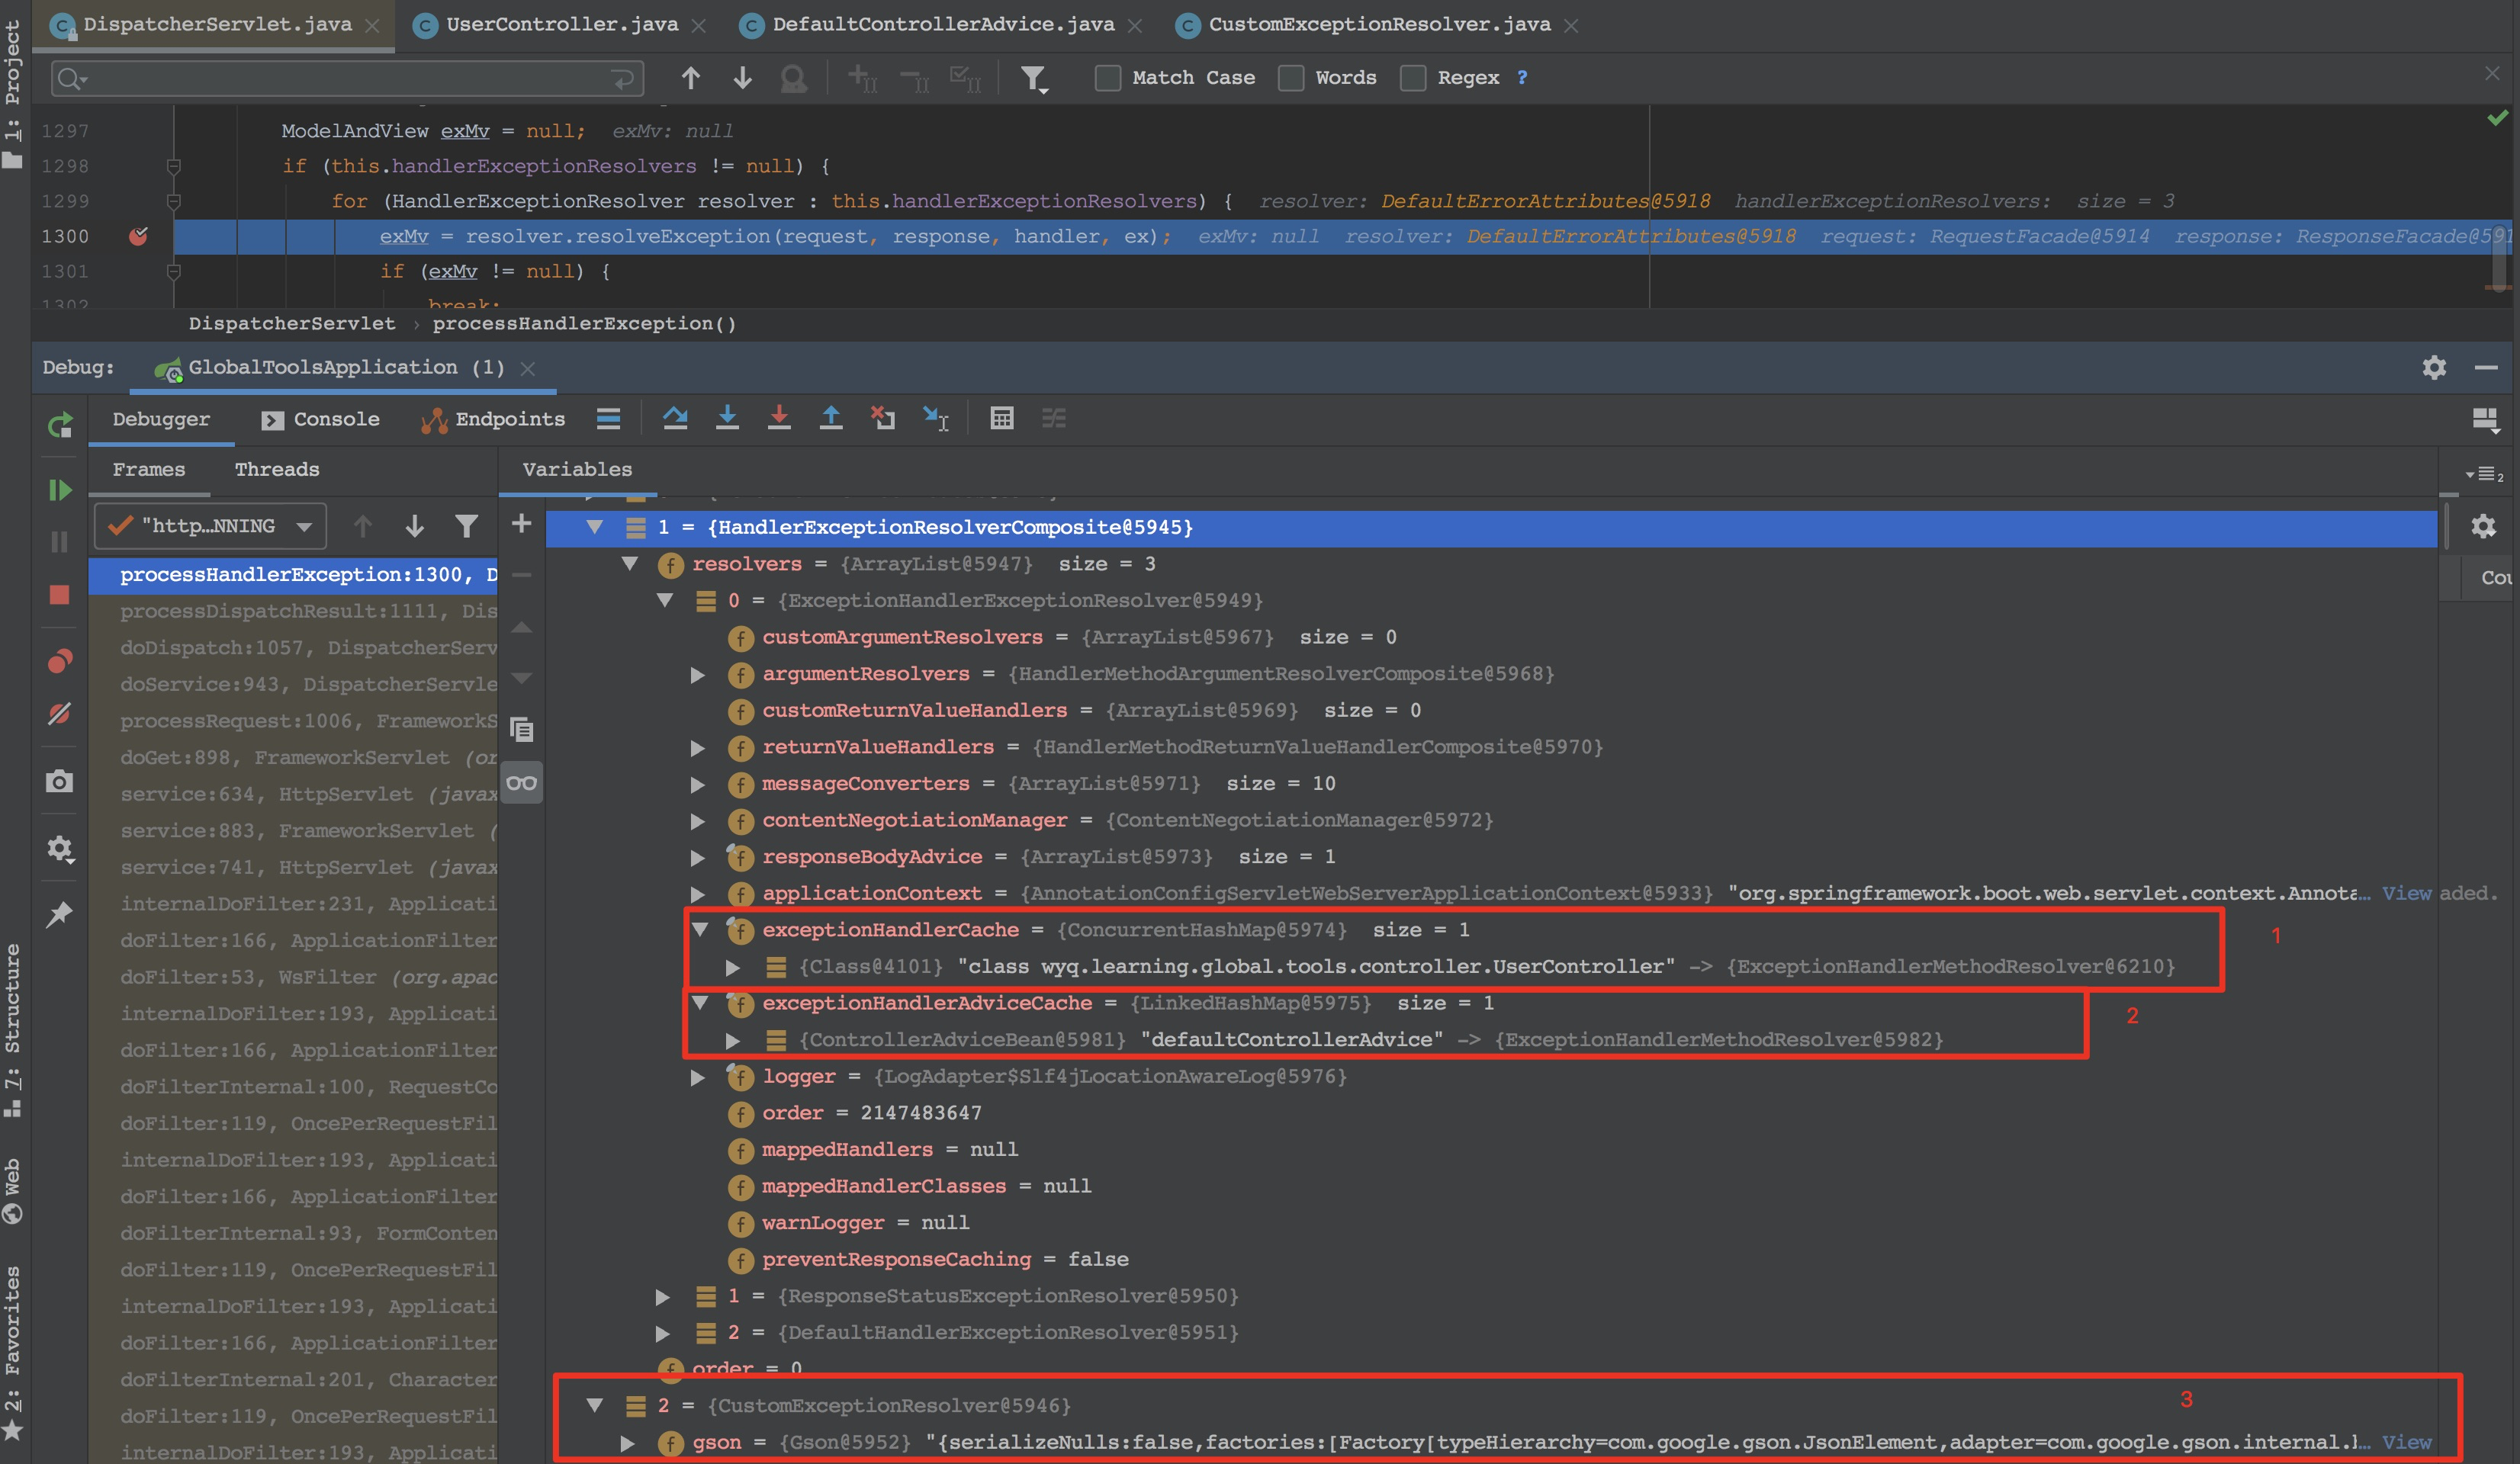 DispatcherServlet.java
UserController.java
DefaultControllerAdvice.java
CustomExceptionResolver.java
1: Project
Match Case
Words
Regex ?
1297 ModelAndView exMv = null; exMv: null
1298 if (this.handlerExceptionResolvers != null) {
1299 for (HandlerExceptionResolver resolver : this.handlerExceptionResolvers) { resolver: DefaultErrorAttributes@5918 handlerExceptionResolvers: size = 3
1300 exMv = resolver.resolveException(request, response, handler, ex); exMv: null resolver: DefaultErrorAttributes@5918 request: RequestFacade@5914 response: ResponseFacade@591
1301 if (exMv != null) {
1302 break;
DispatcherServlet › processHandlerException()
Debug: GlobalToolsApplication (1)
Debugger
Console
Endpoints
Frames
Threads
Variables
2
"http…NNING
Cou
processHandlerException:1300, D
processDispatchResult:1111, Dis
doDispatch:1057, DispatcherServ
doService:943, DispatcherServle
processRequest:1006, FrameworkS
doGet:898, FrameworkServlet (or
service:634, HttpServlet (javax
service:883, FrameworkServlet (
service:741, HttpServlet (javax
internalDoFilter:231, Applicati
doFilter:166, ApplicationFilter
doFilter:53, WsFilter (org.apac
internalDoFilter:193, Applicati
doFilter:166, ApplicationFilter
doFilterInternal:100, RequestCo
doFilter:119, OncePerRequestFil
internalDoFilter:193, Applicati
doFilter:166, ApplicationFilter
doFilterInternal:93, FormConten
doFilter:119, OncePerRequestFil
internalDoFilter:193, Applicati
doFilter:166, ApplicationFilter
doFilterInternal:201, Character
doFilter:119, OncePerRequestFil
internalDoFilter:193, Applicati
1 = {HandlerExceptionResolverComposite@5945}
f resolvers = {ArrayList@5947} size = 3
0 = {ExceptionHandlerExceptionResolver@5949}
f customArgumentResolvers = {ArrayList@5967} size = 0
f argumentResolvers = {HandlerMethodArgumentResolverComposite@5968}
f customReturnValueHandlers = {ArrayList@5969} size = 0
f returnValueHandlers = {HandlerMethodReturnValueHandlerComposite@5970}
f messageConverters = {ArrayList@5971} size = 10
f contentNegotiationManager = {ContentNegotiationManager@5972}
f responseBodyAdvice = {ArrayList@5973} size = 1
f applicationContext = {AnnotationConfigServletWebServerApplicationContext@5933} "org.springframework.boot.web.servlet.context.Annota… View aded.
f exceptionHandlerCache = {ConcurrentHashMap@5974} size = 1
1
{Class@4101} "class wyq.learning.global.tools.controller.UserController" -> {ExceptionHandlerMethodResolver@6210}
f exceptionHandlerAdviceCache = {LinkedHashMap@5975} size = 1
2
{ControllerAdviceBean@5981} "defaultControllerAdvice" -> {ExceptionHandlerMethodResolver@5982}
f logger = {LogAdapter$Slf4jLocationAwareLog@5976}
f order = 2147483647
f mappedHandlers = null
f mappedHandlerClasses = null
f warnLogger = null
f preventResponseCaching = false
1 = {ResponseStatusExceptionResolver@5950}
2 = {DefaultHandlerExceptionResolver@5951}
f order = 0
2 = {CustomExceptionResolver@5946}
3
f gson = {Gson@5952} "{serializeNulls:false,factories:[Factory[typeHierarchy=com.google.gson.JsonElement,adapter=com.google.gson.internal.… View
7: Structure
Web
2: Favorites